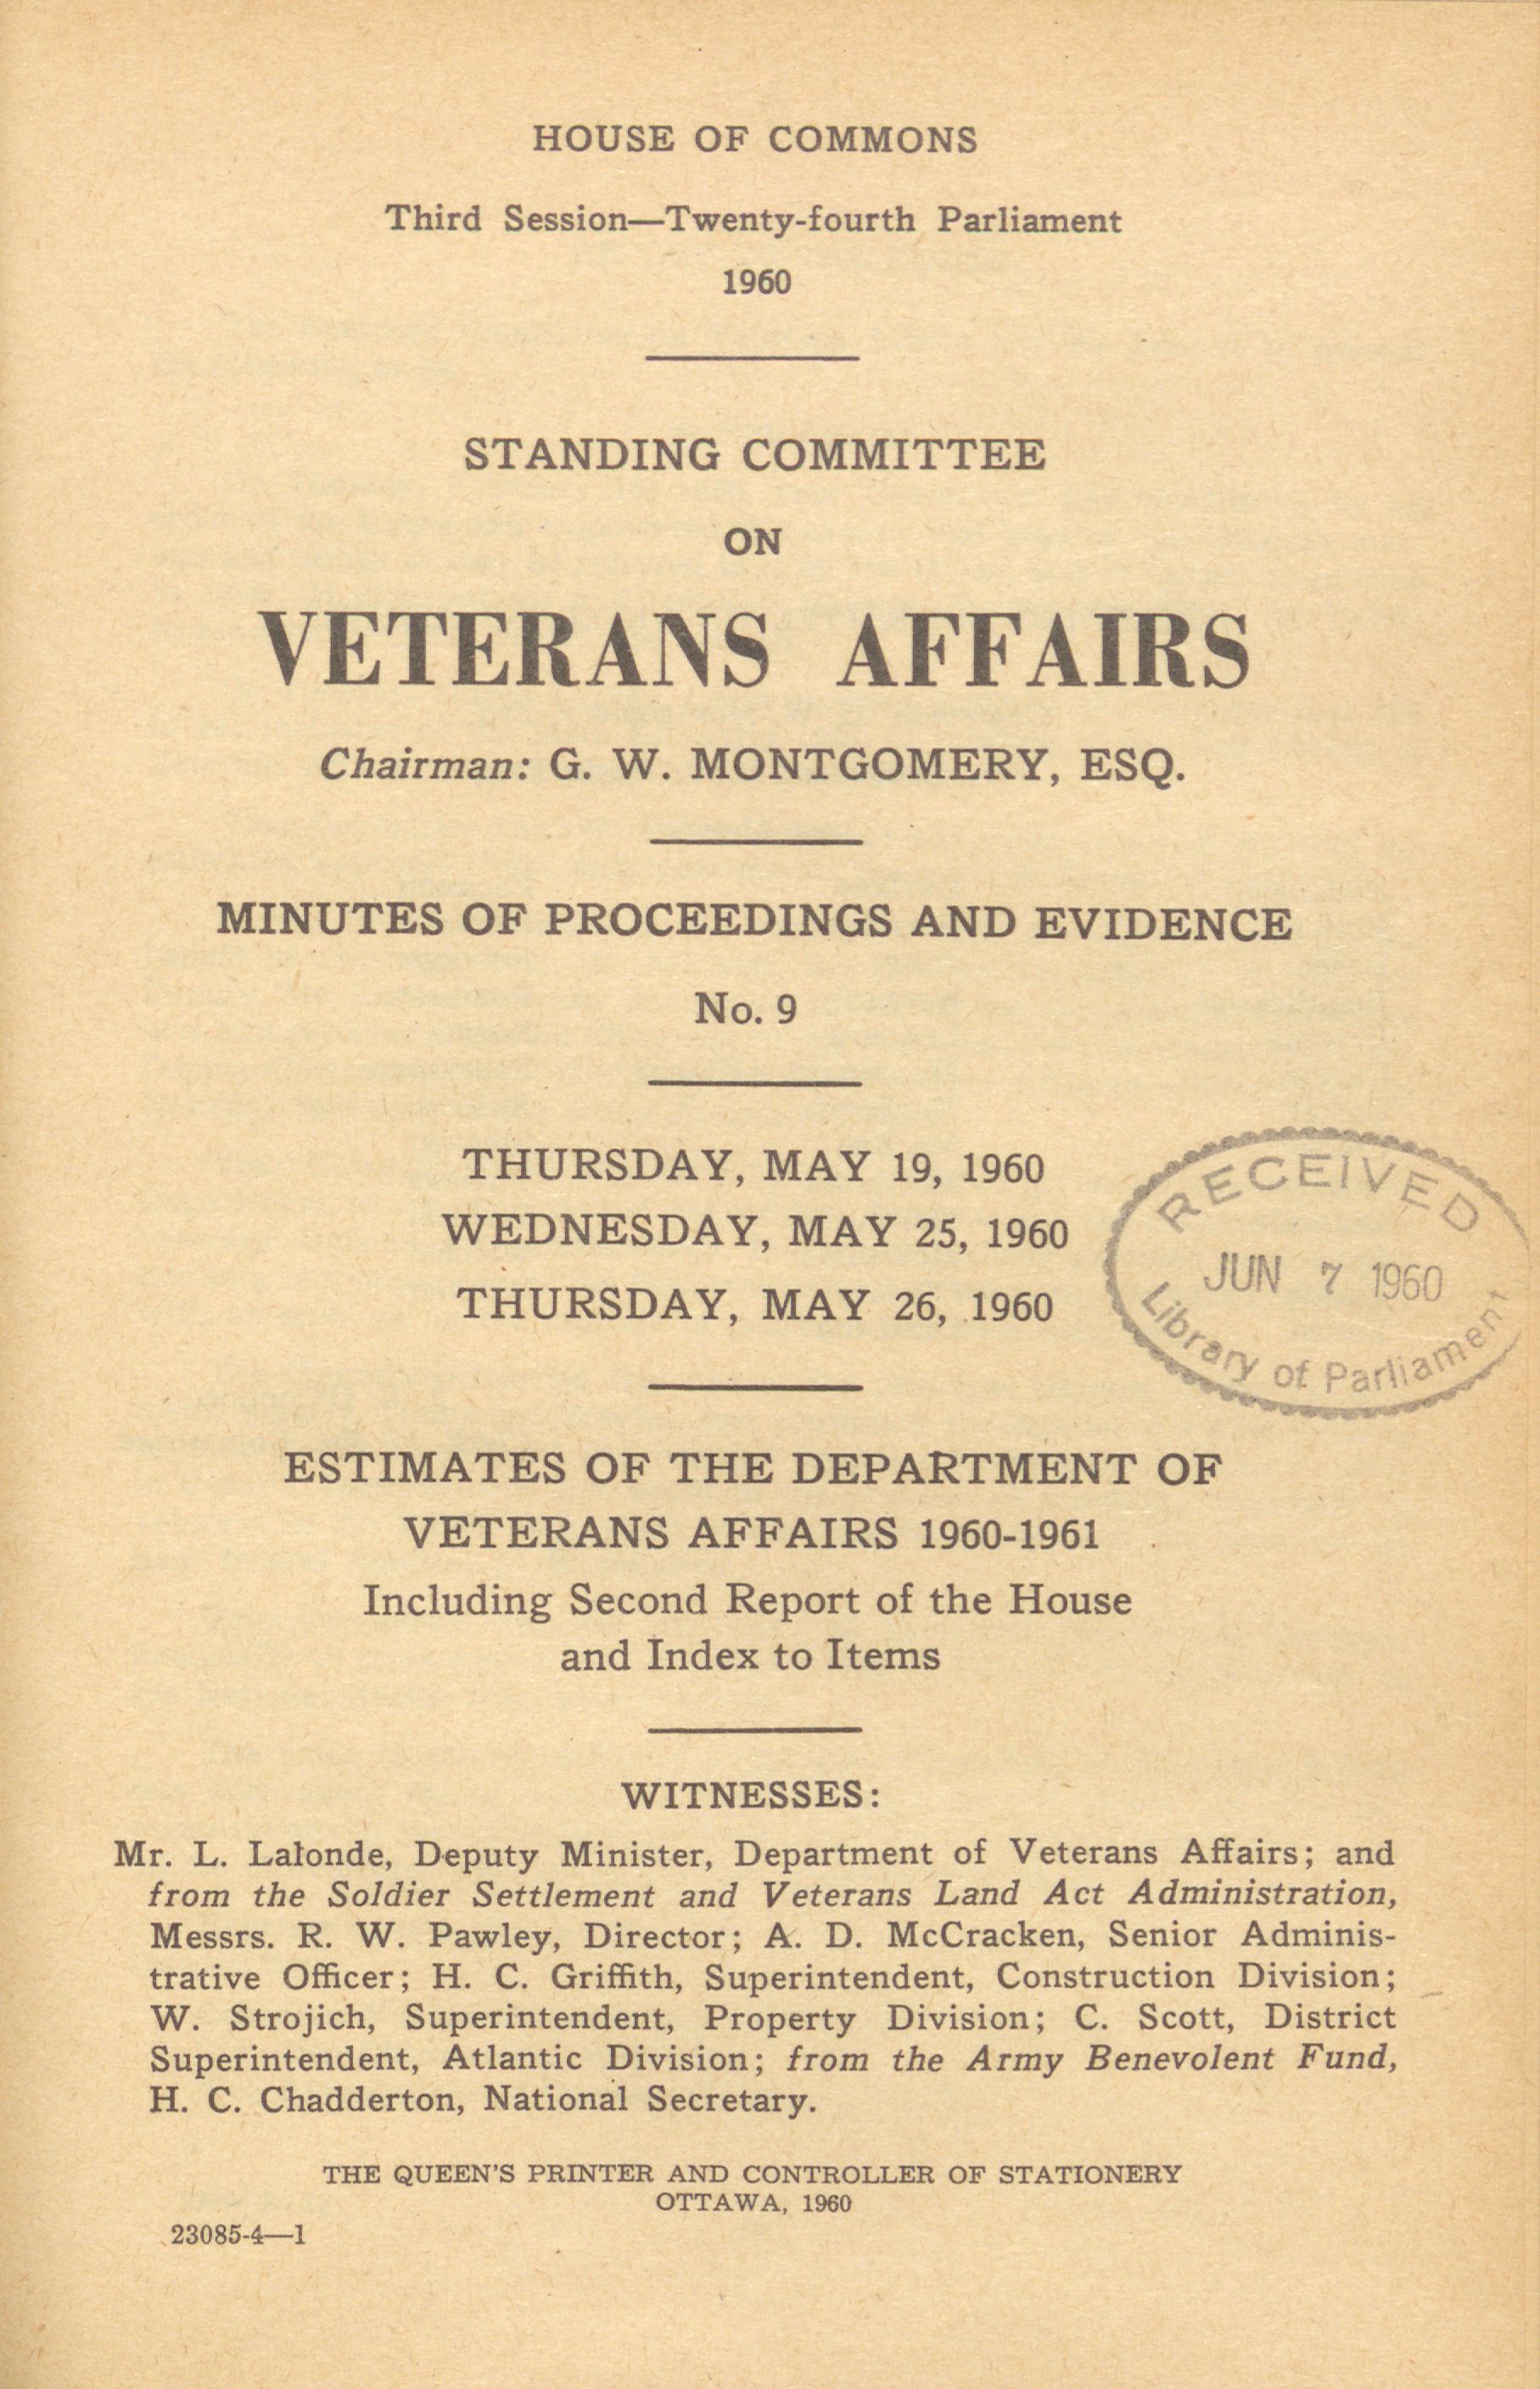 HOUSE OF COMMONS
Third Session—Twenty-fourth Parliament
1960
STANDING COMMITTEE
ON
VETERANS AFFAIRS
Chairman: G. W. MONTGOMERY, ESQ.
MINUTES OF PROCEEDINGS AND EVIDENCE
No. 9
THURSDAY, MAY 19, 1960
WEDNESDAY, MAY 25, 1960
THURSDAY, MAY 26, 1960
RECEIVED
JUN 7 1960
Library of Parliament
ESTIMATES OF THE DEPARTMENT OF
VETERANS AFFAIRS 1960-1961
Including Second Report of the House
and Index to Items
WITNESSES:
Mr. L. Lalonde, Deputy Minister, Department of Veterans Affairs; and
from the Soldier Settlement and Veterans Land Act Administration,
Messrs. R. W. Pawley, Director; A. D. McCracken, Senior Adminis-
trative Officer; H. C. Griffith, Superintendent, Construction Division;
W. Strojich, Superintendent, Property Division; C. Scott, District
Superintendent, Atlantic Division; from the Army Benevolent Fund,
H. C. Chadderton, National Secretary.
THE QUEEN'S PRINTER AND CONTROLLER OF STATIONERY
OTTAWA, 1960
23085-4—1